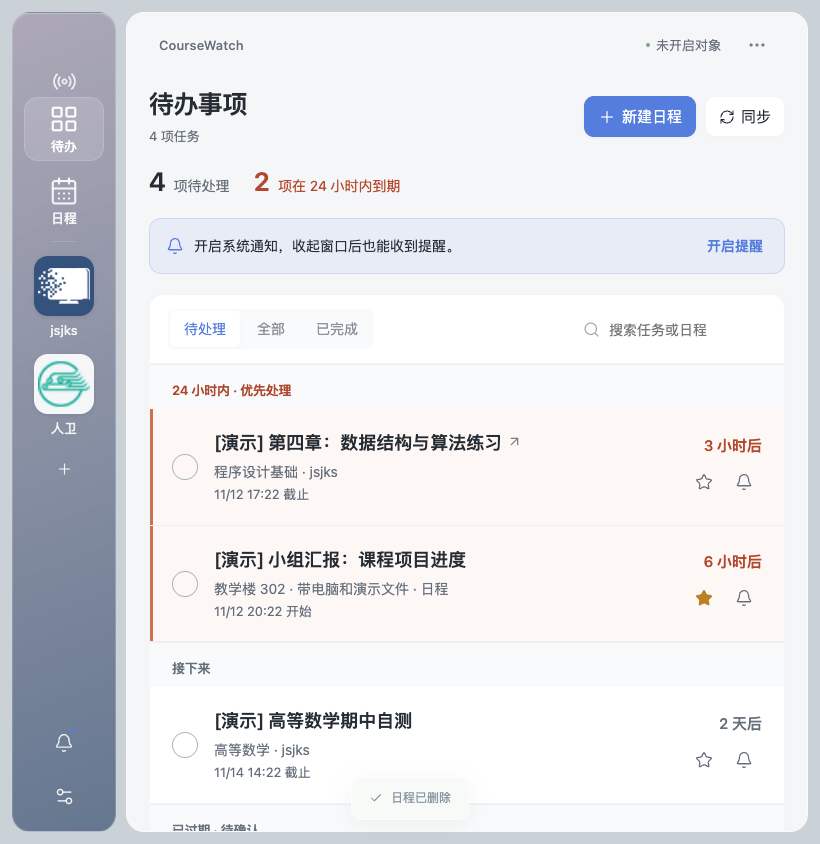 CourseWatch
未开启对象
待办事项
4 项任务
新建日程
同步
4 项待处理
2 项在 24 小时内到期
开启系统通知，收起窗口后也能收到提醒。
开启提醒
待处理
全部
已完成
搜索任务或日程
24 小时内 · 优先处理
[演示] 第四章：数据结构与算法练习
3 小时后
程序设计基础 · jsjks
11/12 17:22 截止
[演示] 小组汇报：课程项目进度
6 小时后
教学楼 302 · 带电脑和演示文件 · 日程
11/12 20:22 开始
接下来
[演示] 高等数学期中自测
2 天后
高等数学 · jsjks
11/14 14:22 截止
日程已删除
已过期 · 待确认
待办
日程
jsjks
人卫